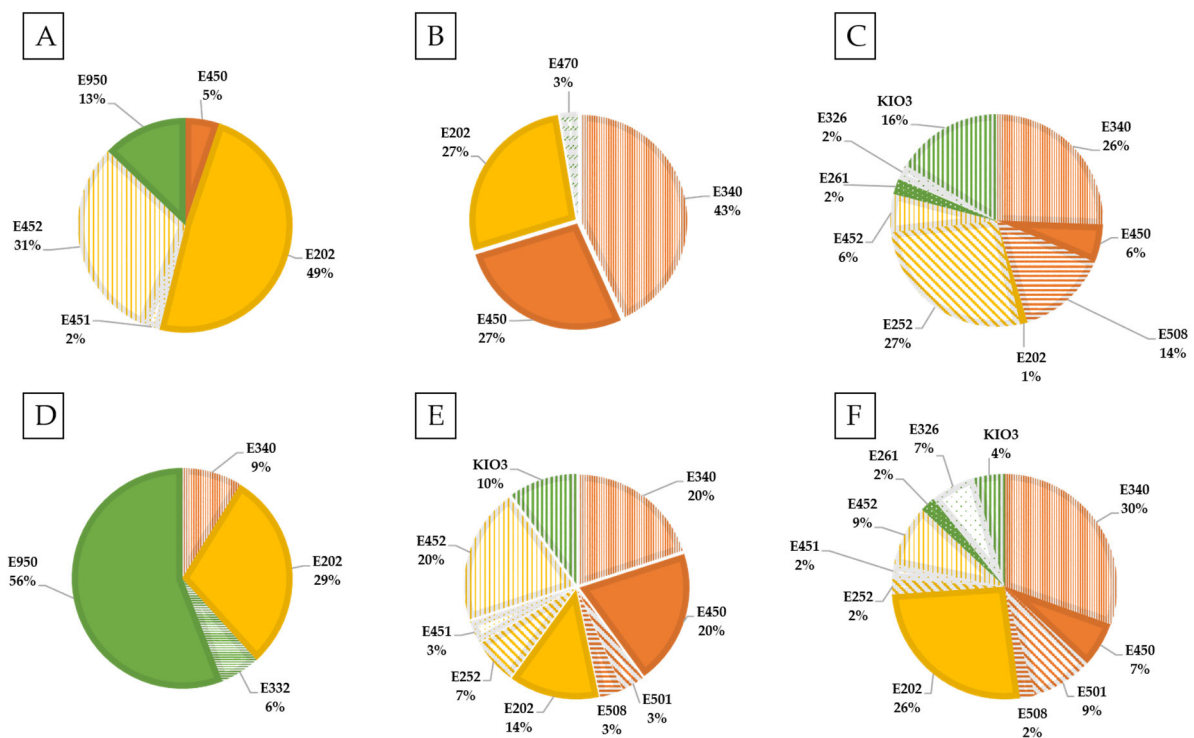 A
E950
13%
E450
5%
E452
31%
E202
49%
E451
2%
B
E470
3%
E202
27%
E340
43%
E450
27%
C
KIO3
16%
E326
2%
E340
26%
E261
2%
E452
6%
E450
6%
E252
27%
E508
14%
E202
1%
D
E340
9%
E950
56%
E202
29%
E332
6%
E
KIO3
10%
E340
20%
E452
20%
E450
20%
E451
3%
E252
7%
E501
3%
E202
14%
E508
3%
F
E326
7%
KIO3
4%
E261
2%
E340
30%
E452
9%
E451
2%
E252
2%
E450
7%
E202
26%
E501
9%
E508
2%